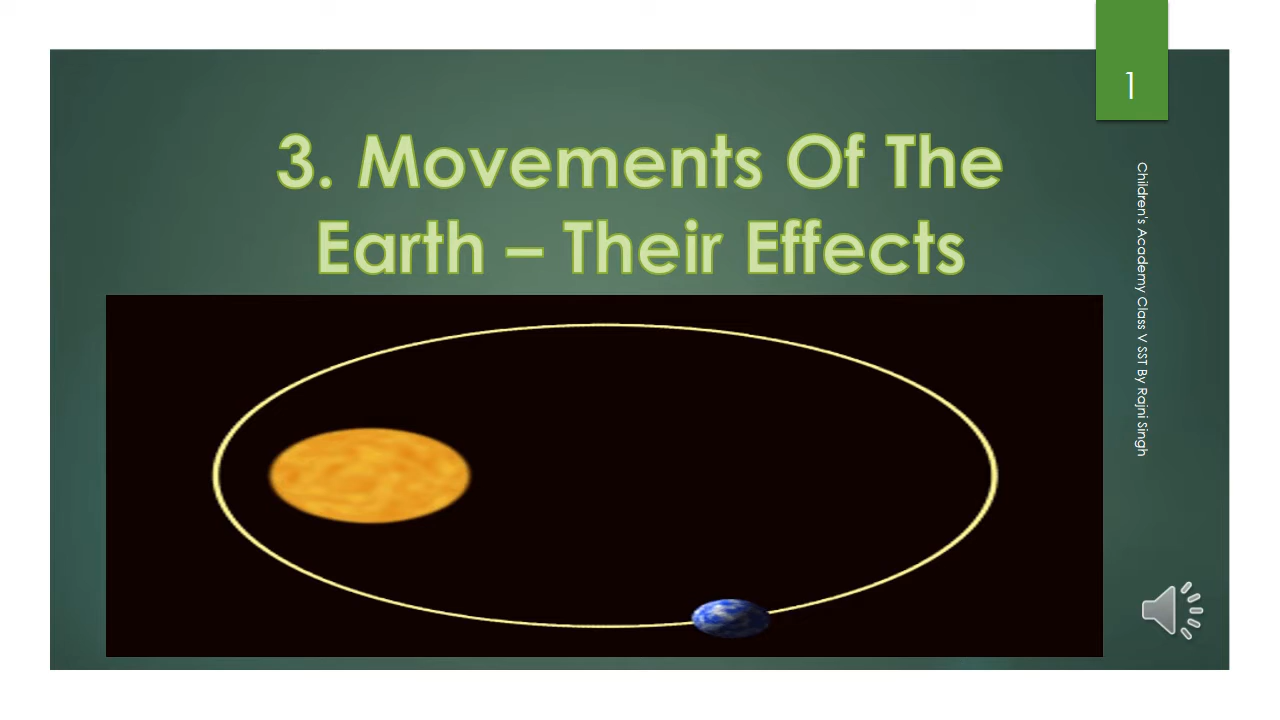 1
3. Movements Of The
Earth – Their Effects
Children's Academy Class V SST By Rajni Singh